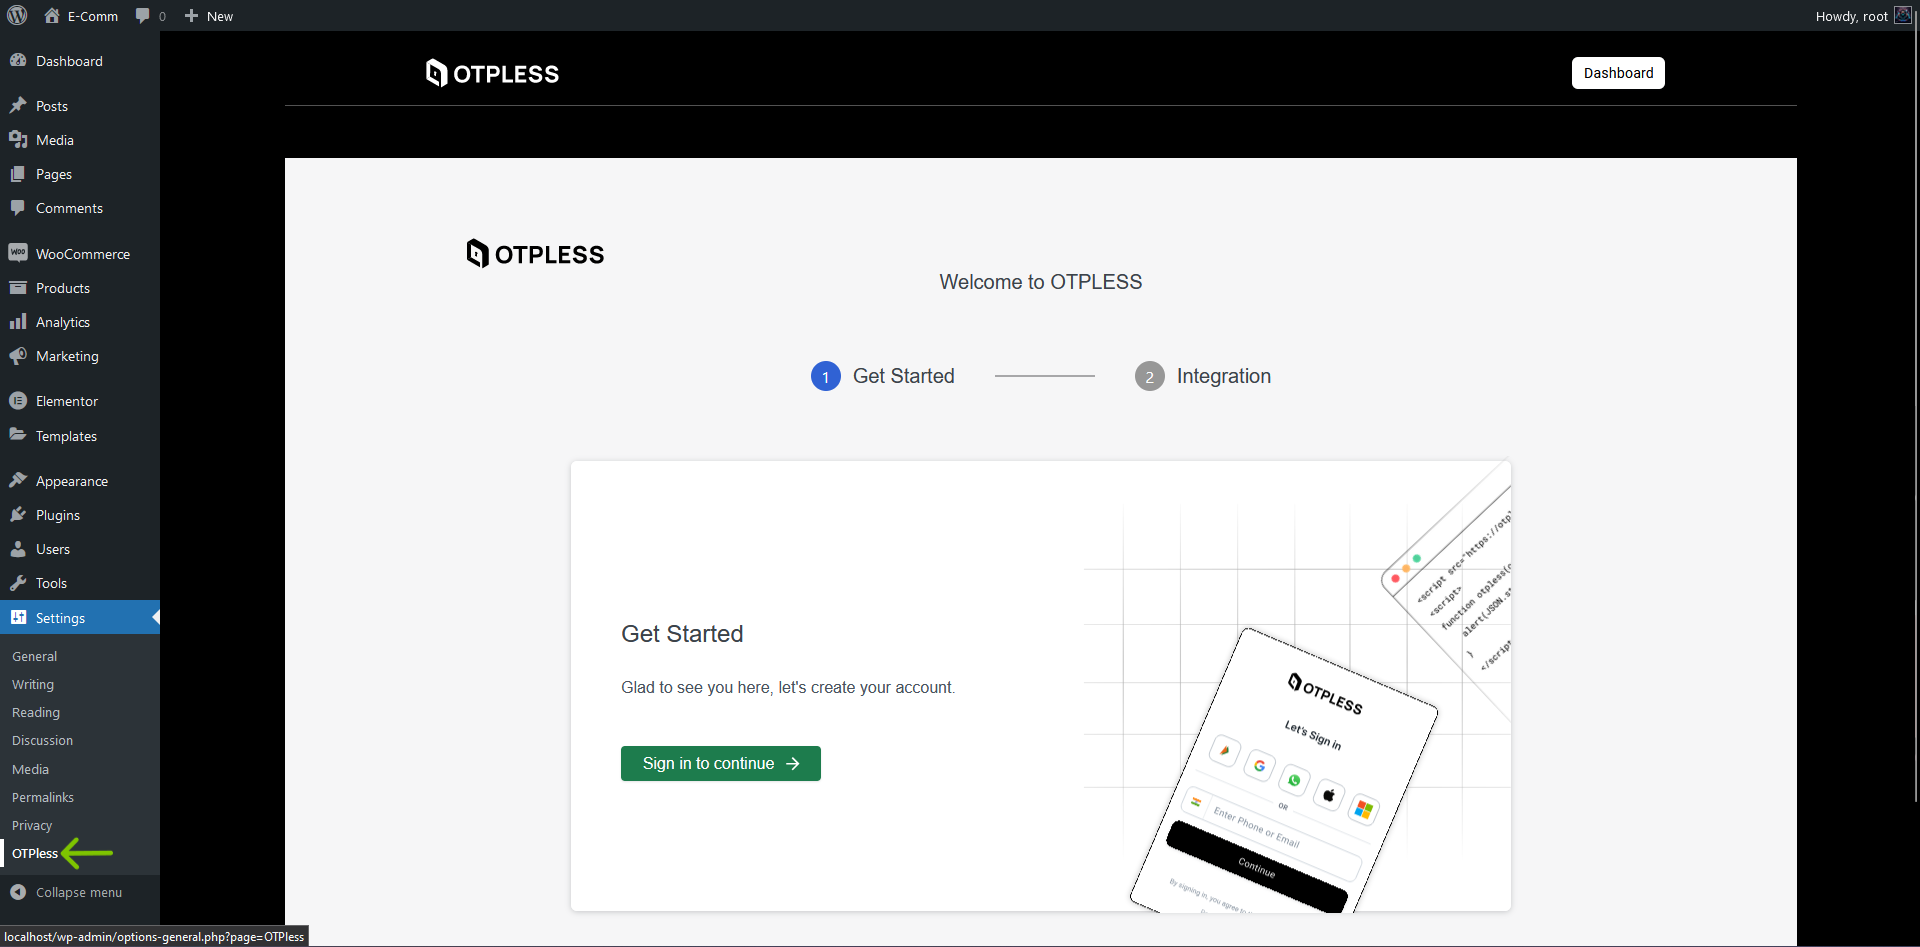 E-Comm
0
New
Howdy, root
Dashboard
Posts
Media
Pages
Comments
WOO
WooCommerce
Products
Analytics
Marketing
Elementor
Templates
Appearance
Plugins
Users
Tools
Settings
General
Writing
Reading
Discussion
Media
Permalinks
Privacy
OTPless
Collapse menu
localhost/wp-admin/options-general.php?page=OTPless
OTPLESS
Dashboard
OTPLESS
Welcome to OTPLESS
1 Get Started
2 Integration
Get Started
Glad to see you here, let's create your account.
Sign in to continue
<script src="https://otpl
<script>
function otpless(
alert(JSON.st
}
</script
OTPLESS
Let's Sign in
OR
Enter Phone or Email
Continue
By signing in, you agree to